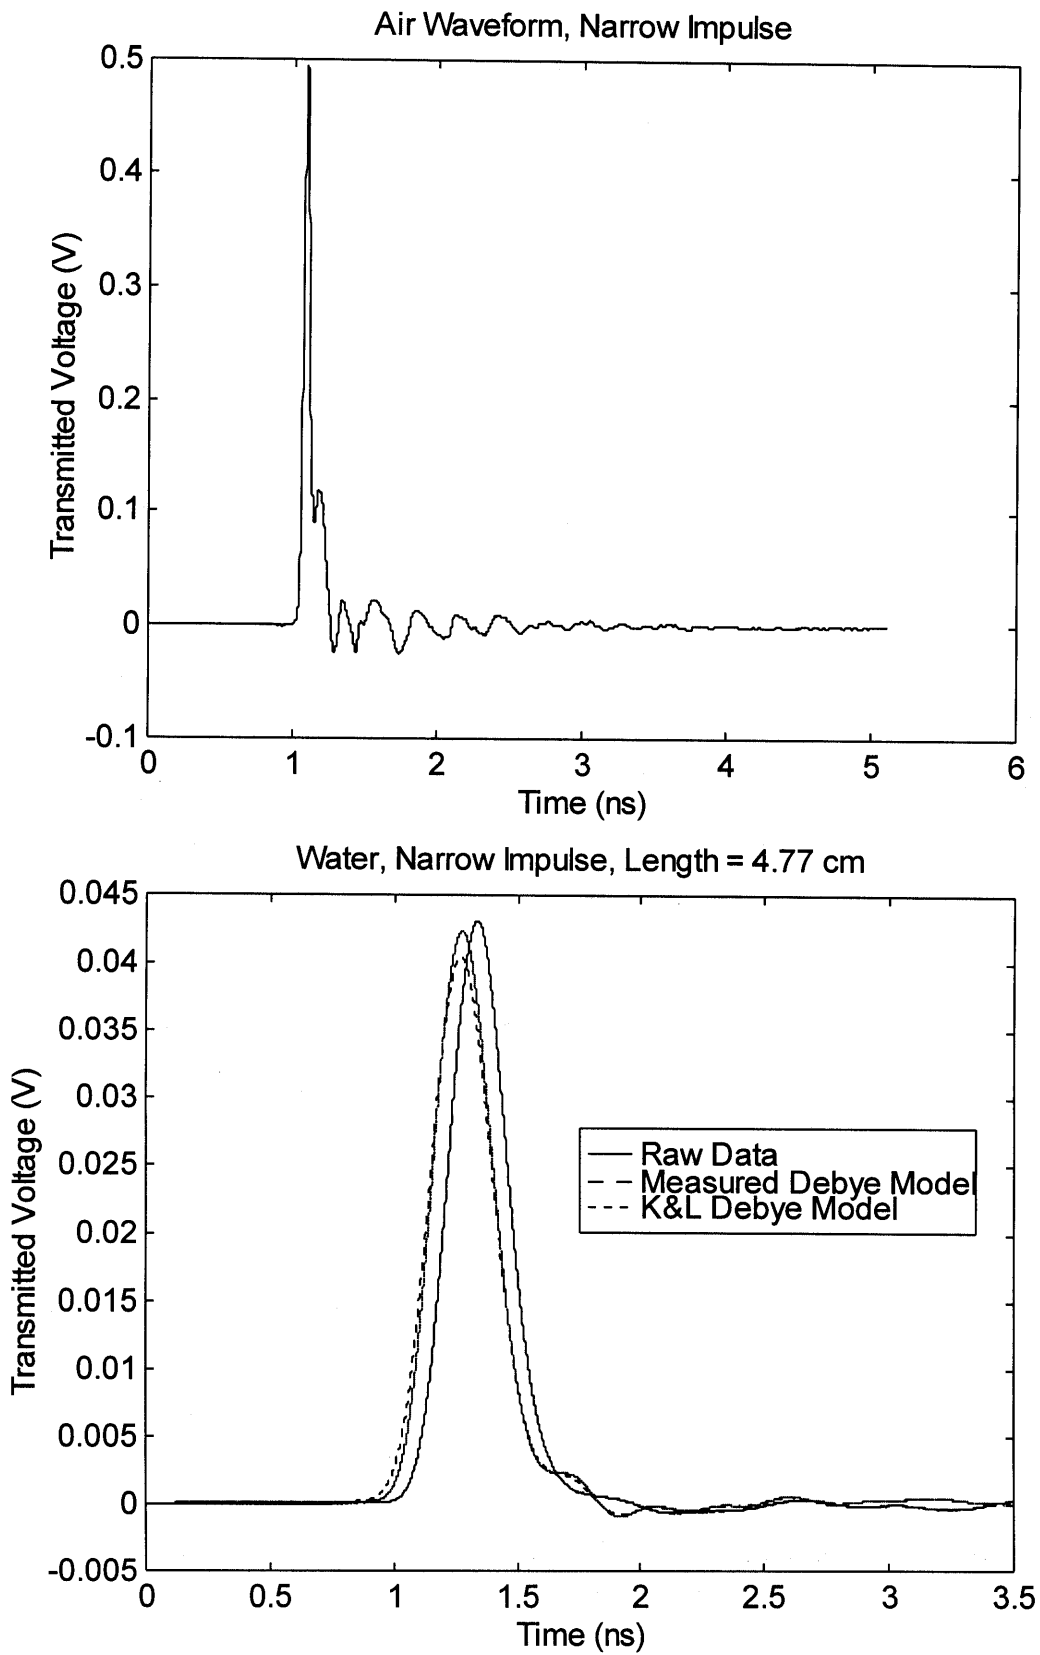 Air Waveform, Narrow Impulse
0.5
0.4
0.3
0.2
0.1
0
-0.1
Transmitted Voltage (V)
0 1 2 3 4 5 6
Time (ns)
Water, Narrow Impulse, Length = 4.77 cm
0.045
0.04
0.035
0.03
0.025
0.02
0.015
0.01
0.005
0
-0.005
Transmitted Voltage (V)
Raw Data
Measured Debye Model
K&L Debye Model
0 0.5 1 1.5 2 2.5 3 3.5
Time (ns)